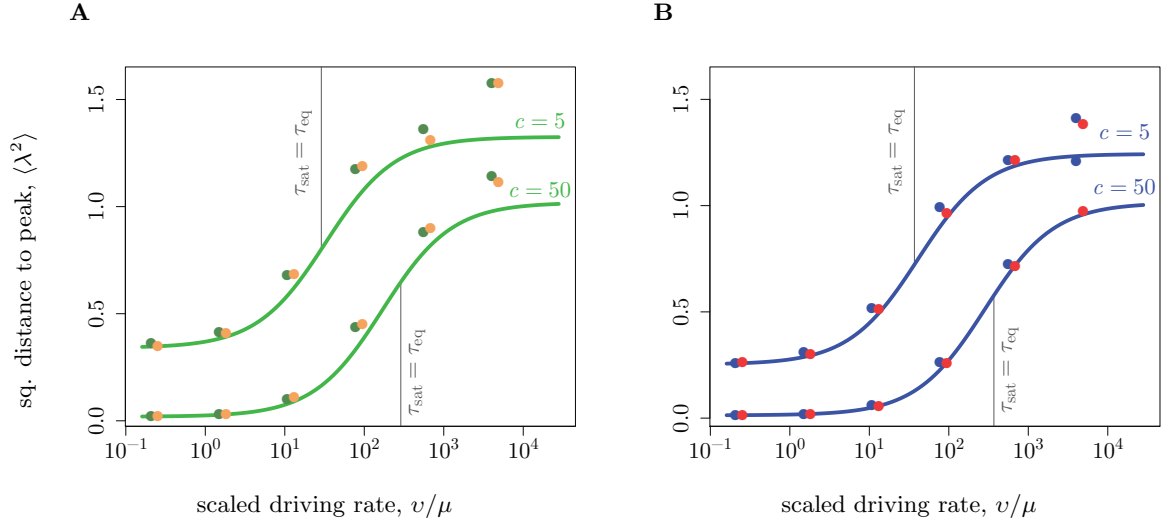 A
sq. distance to peak, ⟨λ²⟩
1.5
1.0
0.5
0.0
τsat = τeq
c = 5
c = 50
τsat = τeq
10⁻¹ 10⁰ 10¹ 10² 10³ 10⁴
scaled driving rate, υ/μ
B
1.5
1.0
0.5
0.0
τsat = τeq
c = 5
c = 50
τsat = τeq
10⁻¹ 10⁰ 10¹ 10² 10³ 10⁴
scaled driving rate, υ/μ